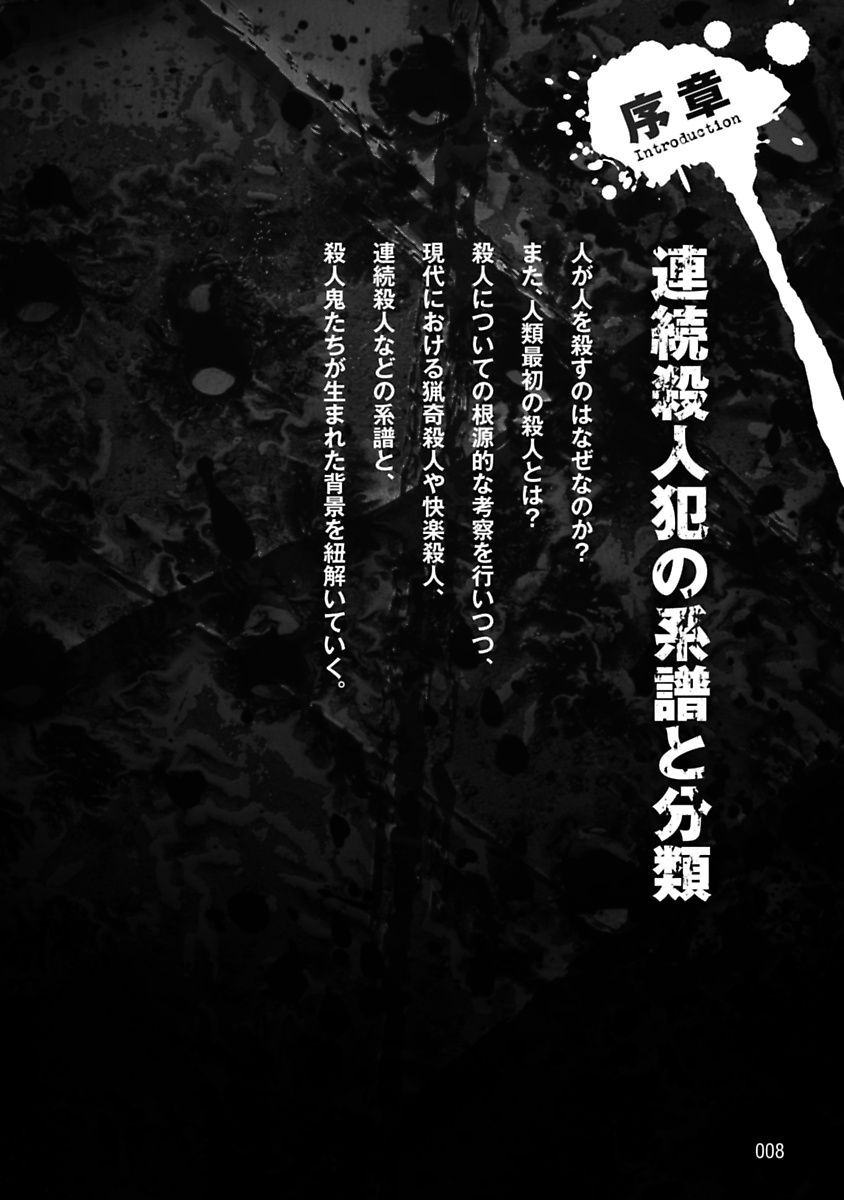 序章
Introduction
連続殺人犯の系譜と分類
人が人を殺すのはなぜなのか？
また、人類最初の殺人とは？
殺人についての根源的な考察を行いつつ、
現代における猟奇殺人や快楽殺人、
連続殺人などの系譜と、
殺人鬼たちが生まれた背景を紐解いていく。
008